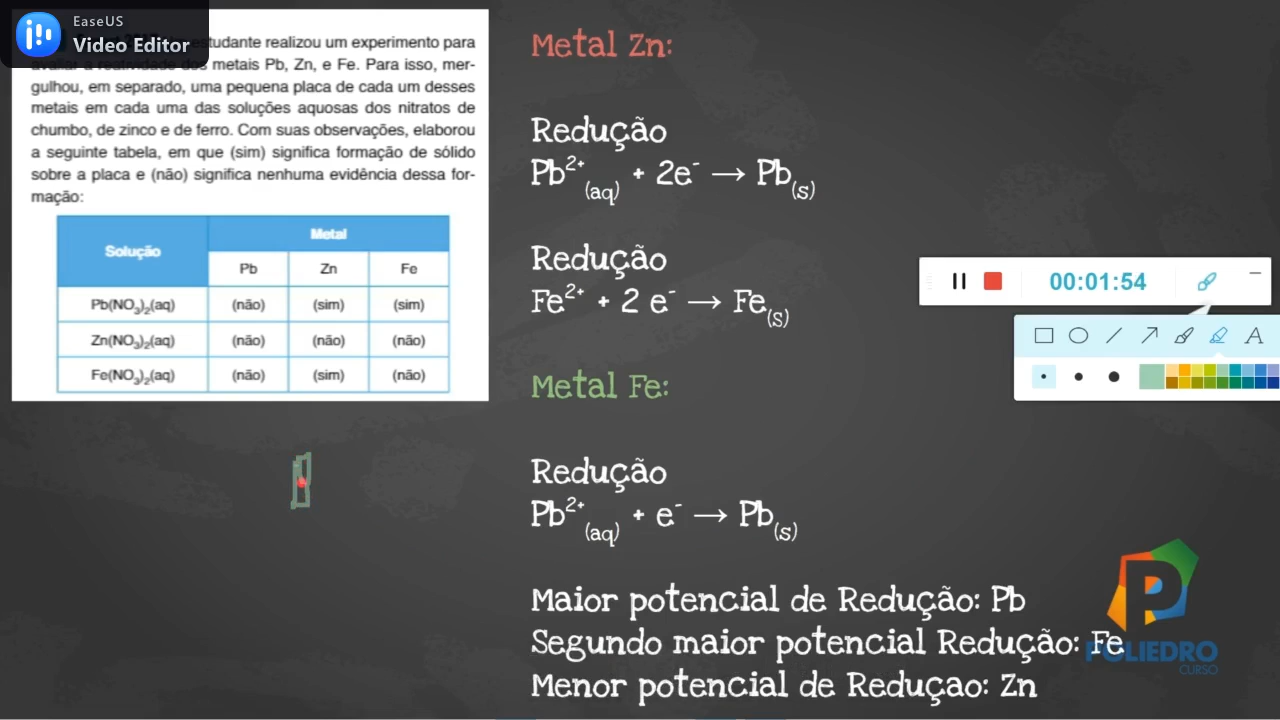 EaseUS
Video Editor
estudante realizou um experimento para
avaliar a reatividade dos metais Pb, Zn, e Fe. Para isso, mer-
gulhou, em separado, uma pequena placa de cada um desses
metais em cada uma das soluções aquosas dos nitratos de
chumbo, de zinco e de ferro. Com suas observações, elaborou
a seguinte tabela, em que (sim) significa formação de sólido
sobre a placa e (não) significa nenhuma evidência dessa for-
mação:
Solução Metal
Pb Zn Fe
Pb(NO3)2(aq) (não) (sim) (sim)
Zn(NO3)2(aq) (não) (não) (não)
Fe(NO3)2(aq) (não) (sim) (não)
Metal Zn:
Redução
Pb²⁺(aq) + 2e⁻ → Pb(s)
Redução
Fe²⁺ + 2 e⁻ → Fe(s)
Metal Fe:
Redução
Pb²⁺(aq) + e⁻ → Pb(s)
Maior potencial de Redução: Pb
Segundo maior potencial Redução: Fe
Menor potencial de Reduçao: Zn
00:01:54
A
POLIEDRO
CURSO